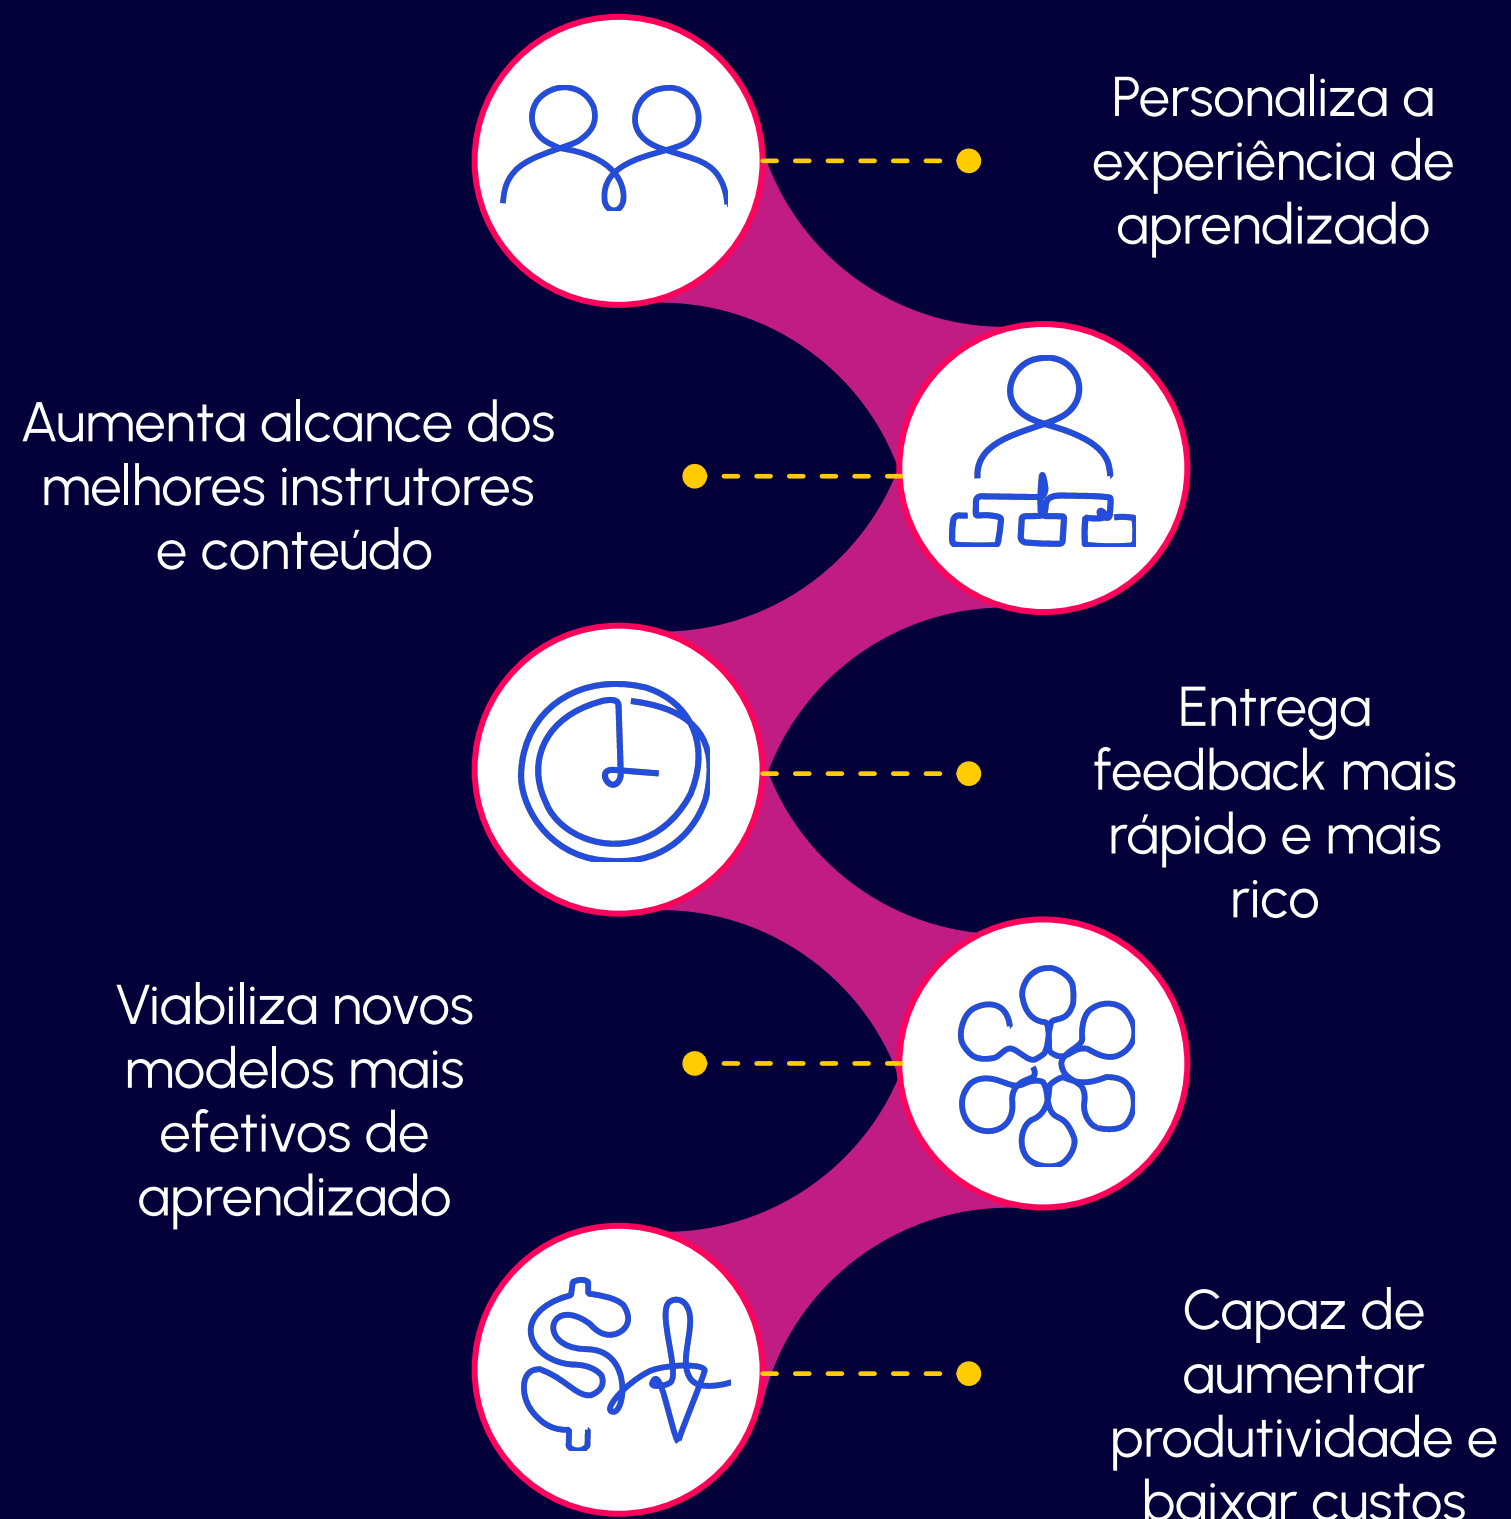 Personaliza a
experiência de
aprendizado
Aumenta alcance dos
melhores instrutores
e conteúdo
Entrega
feedback mais
rápido e mais
rico
Viabiliza novos
modelos mais
efetivos de
aprendizado
Capaz de
aumentar
produtividade e
baixar custos